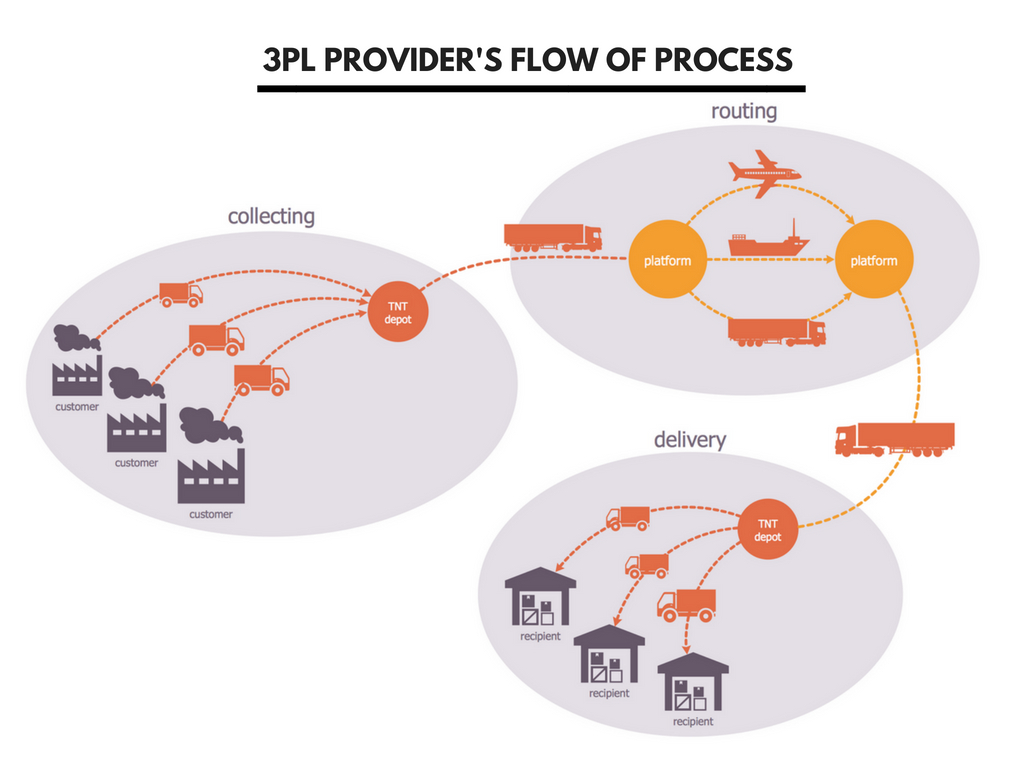 3PL PROVIDER'S FLOW OF PROCESS
routing
collecting
platform
platform
TNT
depot
customer
customer
customer
delivery
TNT
depot
recipient
recipient
recipient